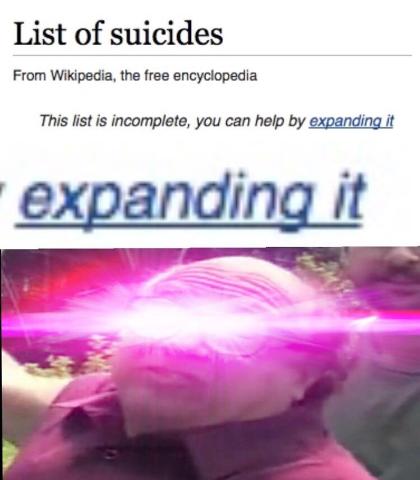 List of suicides
From Wikipedia, the free encyclopedia
This list is incomplete, you can help by expanding it
expanding it